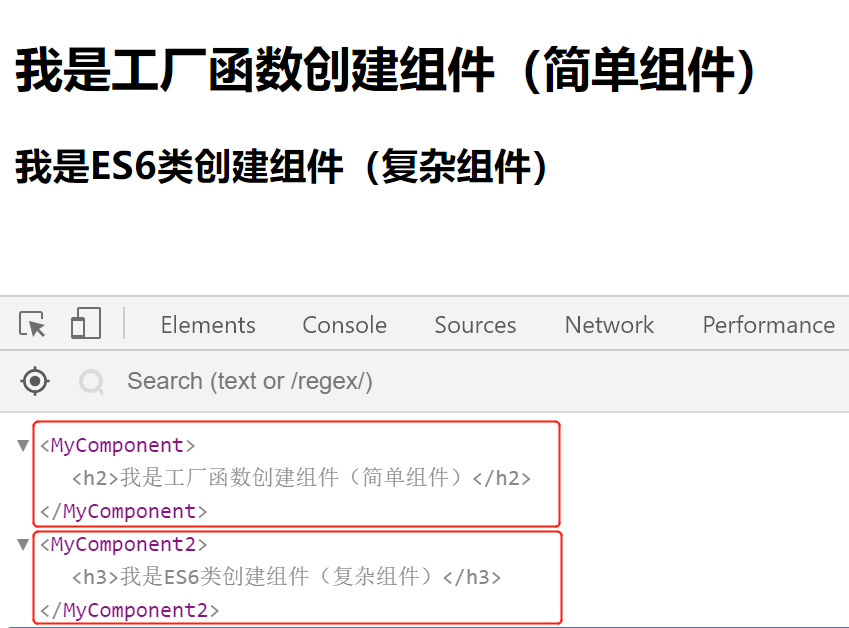 我是工厂函数创建组件（简单组件）
我是ES6类创建组件（复杂组件）
Elements Console Sources Network Performance
Search (text or /regex/)
<MyComponent>
<h2>我是工厂函数创建组件（简单组件）</h2>
</MyComponent>
<MyComponent2>
<h3>我是ES6类创建组件（复杂组件）</h3>
</MyComponent2>